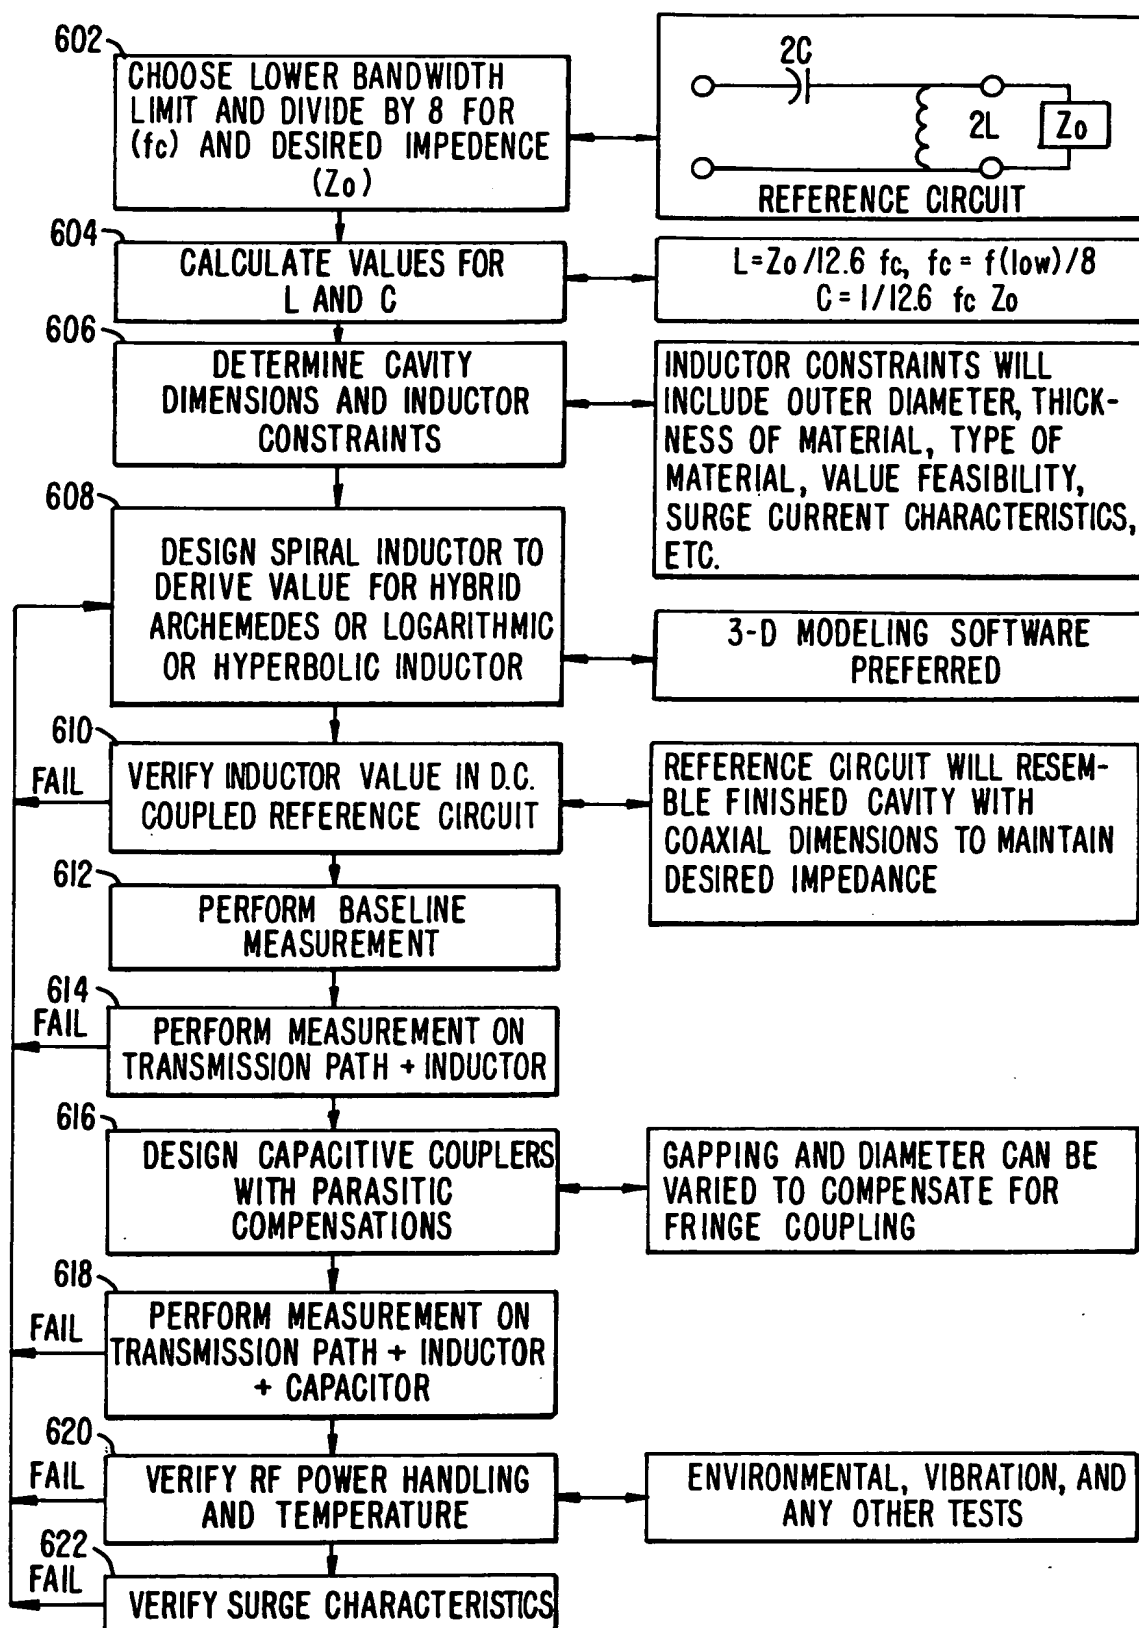 602
CHOOSE LOWER BANDWIDTH
LIMIT AND DIVIDE BY 8 FOR
(fc) AND DESIRED IMPEDENCE
(Zo)
2C
2L
Zo
REFERENCE CIRCUIT
604
CALCULATE VALUES FOR
L AND C
L=Zo/12.6 fc, fc = f(low)/8
C = 1/12.6 fc Zo
606
DETERMINE CAVITY
DIMENSIONS AND INDUCTOR
CONSTRAINTS
INDUCTOR CONSTRAINTS WILL
INCLUDE OUTER DIAMETER, THICK-
NESS OF MATERIAL, TYPE OF
MATERIAL, VALUE FEASIBILITY,
SURGE CURRENT CHARACTERISTICS,
ETC.
608
DESIGN SPIRAL INDUCTOR TO
DERIVE VALUE FOR HYBRID
ARCHEMEDES OR LOGARITHMIC
OR HYPERBOLIC INDUCTOR
3-D MODELING SOFTWARE
PREFERRED
610
FAIL
VERIFY INDUCTOR VALUE IN D.C.
COUPLED REFERENCE CIRCUIT
REFERENCE CIRCUIT WILL RESEM-
BLE FINISHED CAVITY WITH
COAXIAL DIMENSIONS TO MAINTAIN
DESIRED IMPEDANCE
612
PERFORM BASELINE
MEASUREMENT
614
FAIL
PERFORM MEASUREMENT ON
TRANSMISSION PATH + INDUCTOR
616
DESIGN CAPACITIVE COUPLERS
WITH PARASITIC
COMPENSATIONS
GAPPING AND DIAMETER CAN BE
VARIED TO COMPENSATE FOR
FRINGE COUPLING
618
FAIL
PERFORM MEASUREMENT ON
TRANSMISSION PATH + INDUCTOR
+ CAPACITOR
620
FAIL
VERIFY RF POWER HANDLING
AND TEMPERATURE
ENVIRONMENTAL, VIBRATION, AND
ANY OTHER TESTS
622
FAIL
VERIFY SURGE CHARACTERISTICS